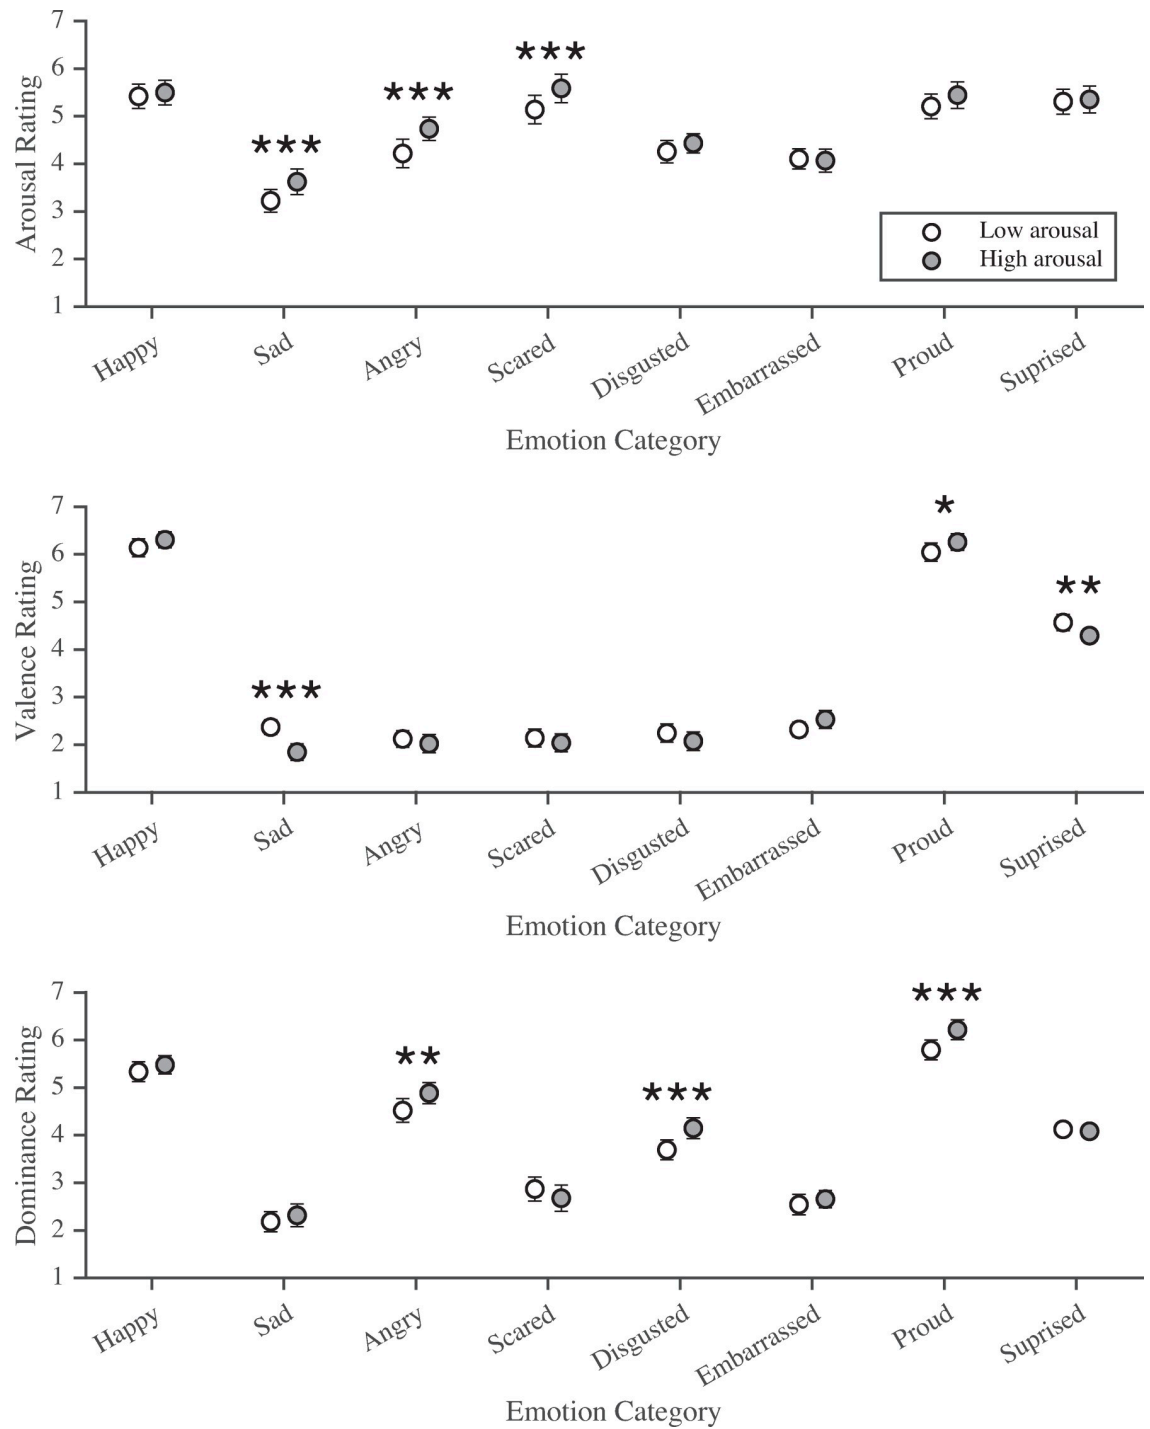 7
6
5
4
3
2
1
Arousal Rating
***
***
***
Low arousal
High arousal
Happy
Sad
Angry
Scared
Disgusted
Embarrassed
Proud
Suprised
Emotion Category
7
6
5
4
3
2
1
Valence Rating
***
*
**
Happy
Sad
Angry
Scared
Disgusted
Embarrassed
Proud
Suprised
Emotion Category
7
6
5
4
3
2
1
Dominance Rating
**
***
***
Happy
Sad
Angry
Scared
Disgusted
Embarrassed
Proud
Suprised
Emotion Category